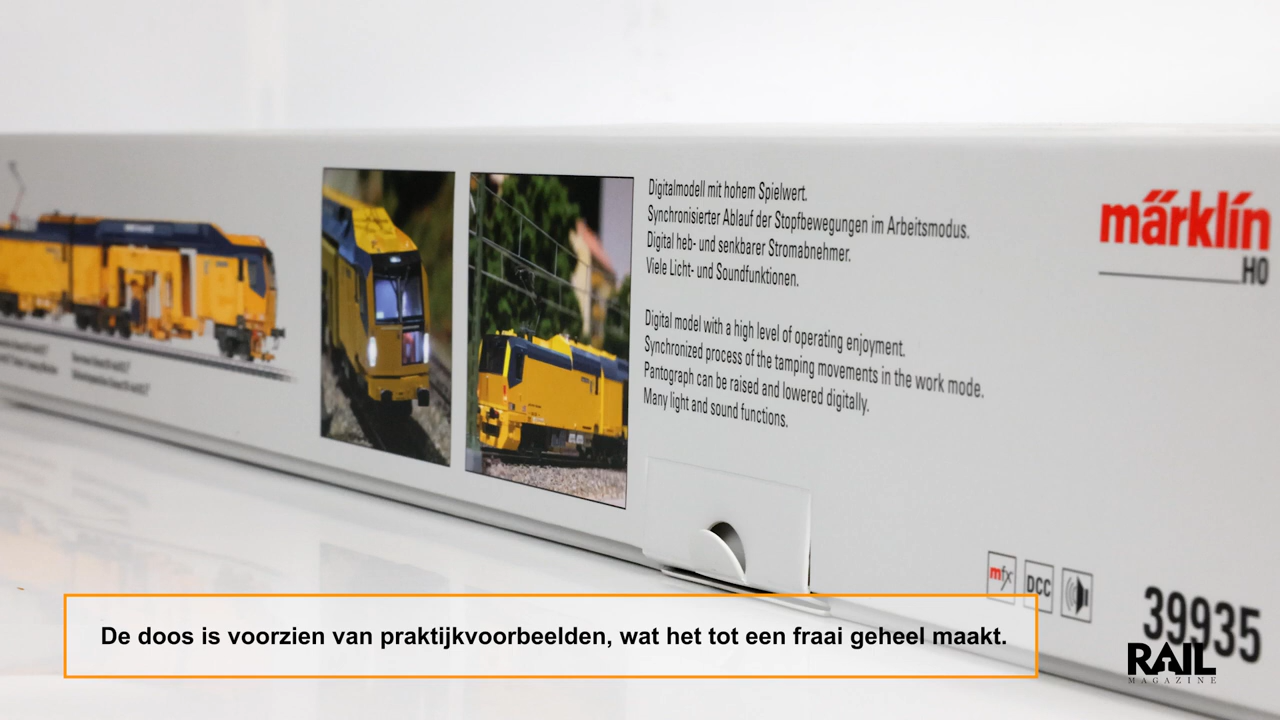 Digitalmodell mit hohem Spielwert.
Synchronisierter Ablauf der Stopfbewegungen im Arbeitsmodus.
Digital heb- und senkbarer Stromabnehmer.
Viele Licht- und Soundfunktionen.
Digital model with a high level of operating enjoyment.
Synchronized process of the tamping movements in the work mode.
Pantograph can be raised and lowered digitally.
Many light and sound functions.
märklin
H0
mfx
DCC
39935
De doos is voorzien van praktijkvoorbeelden, wat het tot een fraai geheel maakt.
RAIL
MAGAZINE